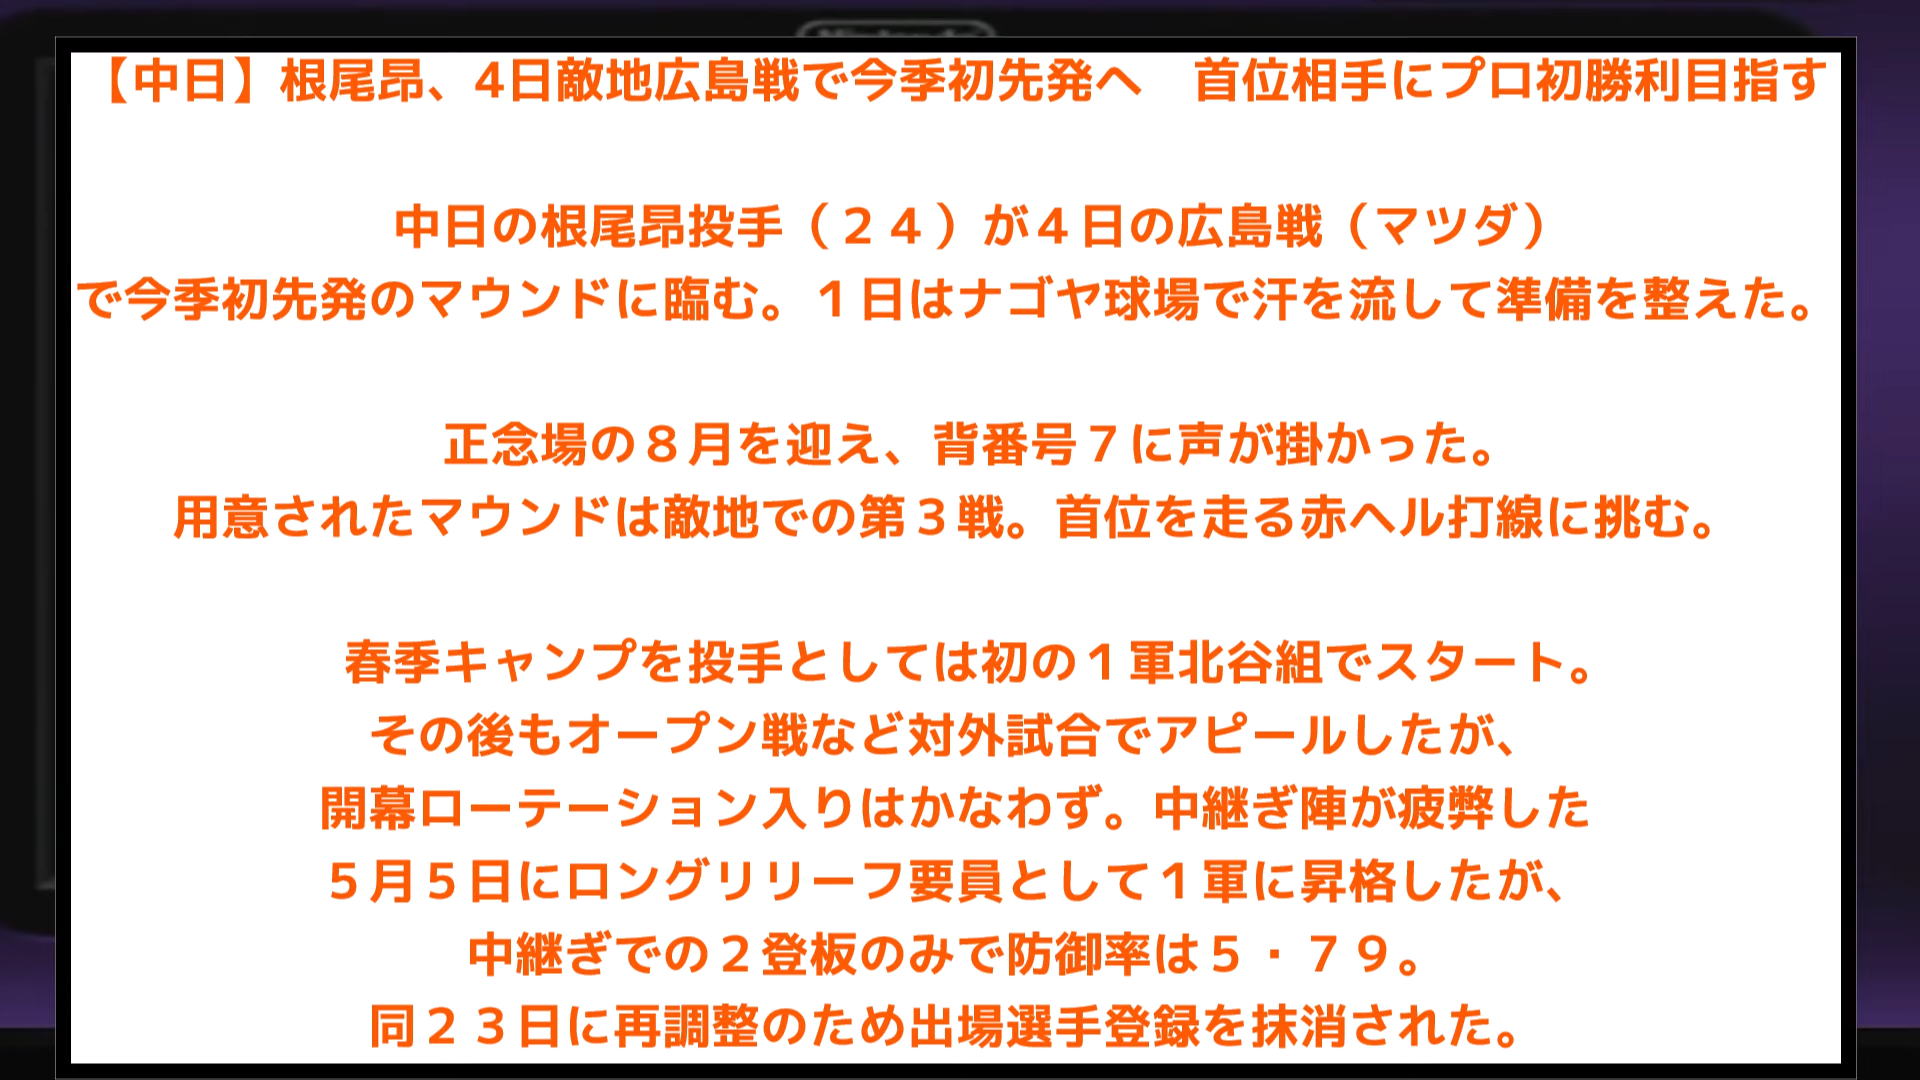 【中日】根尾昂、4日敵地広島戦で今季初先発へ　首位相手にプロ初勝利目指す
中日の根尾昂投手（２４）が４日の広島戦（マツダ）
で今季初先発のマウンドに臨む。１日はナゴヤ球場で汗を流して準備を整えた。
正念場の８月を迎え、背番号７に声が掛かった。
用意されたマウンドは敵地での第３戦。首位を走る赤ヘル打線に挑む。
春季キャンプを投手としては初の１軍北谷組でスタート。
その後もオープン戦など対外試合でアピールしたが、
開幕ローテーション入りはかなわず。中継ぎ陣が疲弊した
５月５日にロングリリーフ要員として１軍に昇格したが、
中継ぎでの２登板のみで防御率は５・７９。
同２３日に再調整のため出場選手登録を抹消された。